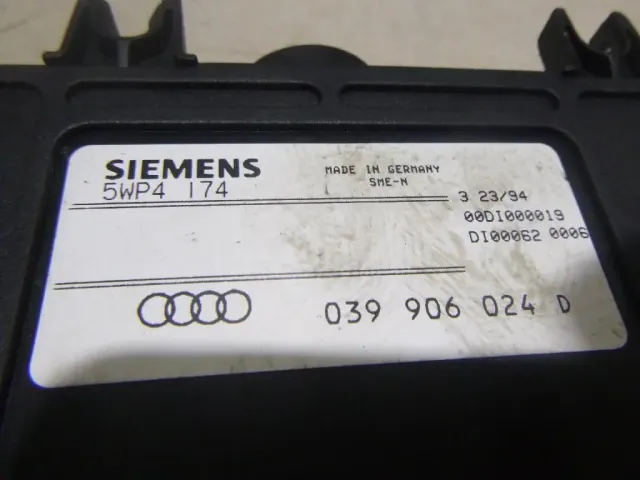 SIEMENS
5WP4 174
MADE IN GERMANY
SME-N
3 23/94
00DI000019
DI00062 0006
039 906 024 D